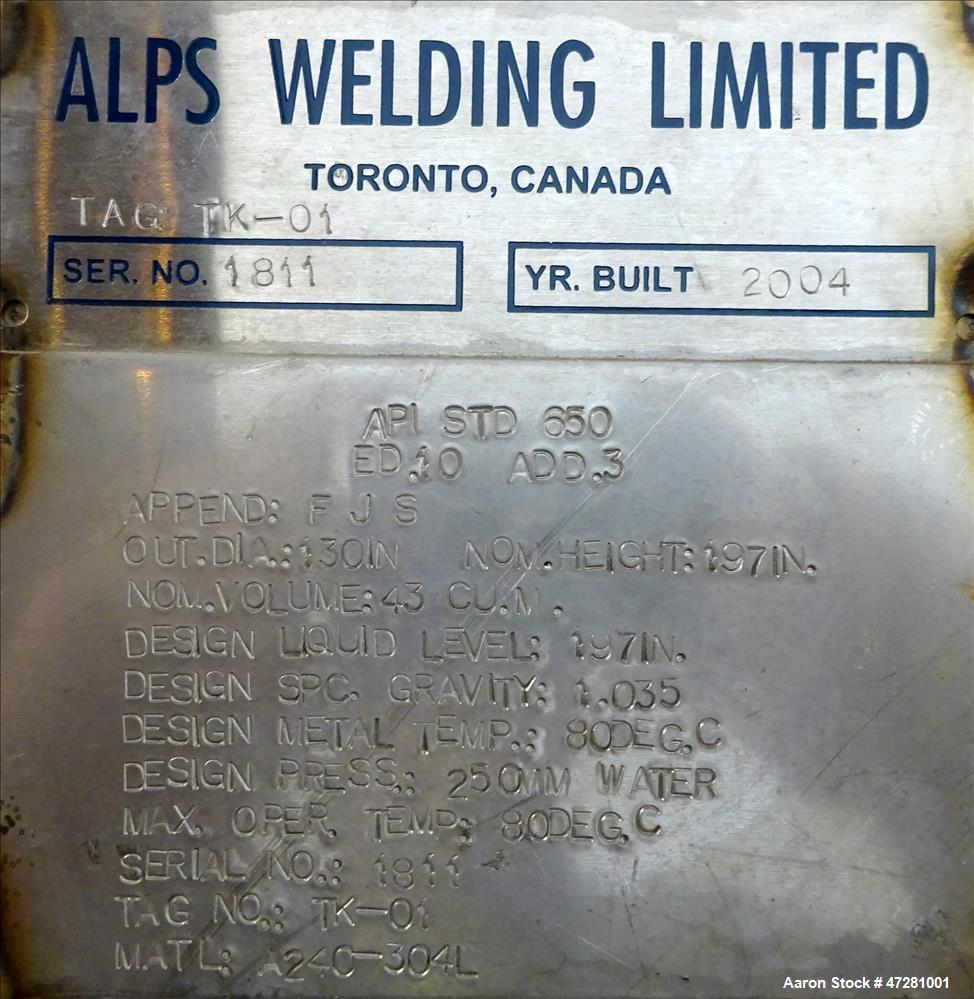 ALPS WELDING LIMITED
TORONTO, CANADA
TAG: TK-01
SER. NO. 1811
YR. BUILT 2004
API STD 650
ED.10 ADD.3
APPEND: F J S
OUT.DIA.:130IN NOM.HEIGHT:197IN.
NOM.VOLUME:43 CU.M.
DESIGN LIQUID LEVEL: 197IN.
DESIGN SPC. GRAVITY: 1.035
DESIGN METAL TEMP.: 80DEG.C
DESIGN PRESS.: 250MM WATER
MAX. OPER. TEMP: 80DEG.C
SERIAL NO.: 1811
TAG NO.: TK-01
MAT'L: A240-304L
Aaron Stock # 47281001